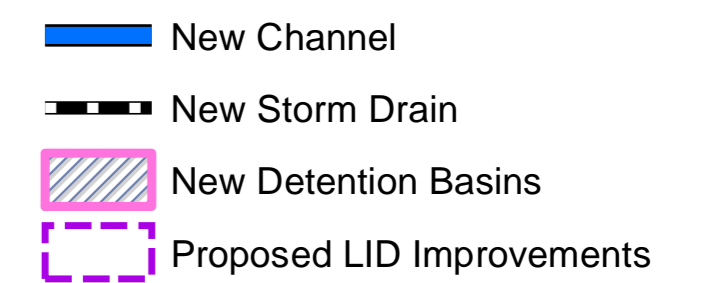 New Channel
New Storm Drain
New Detention Basins
Proposed LID Improvements